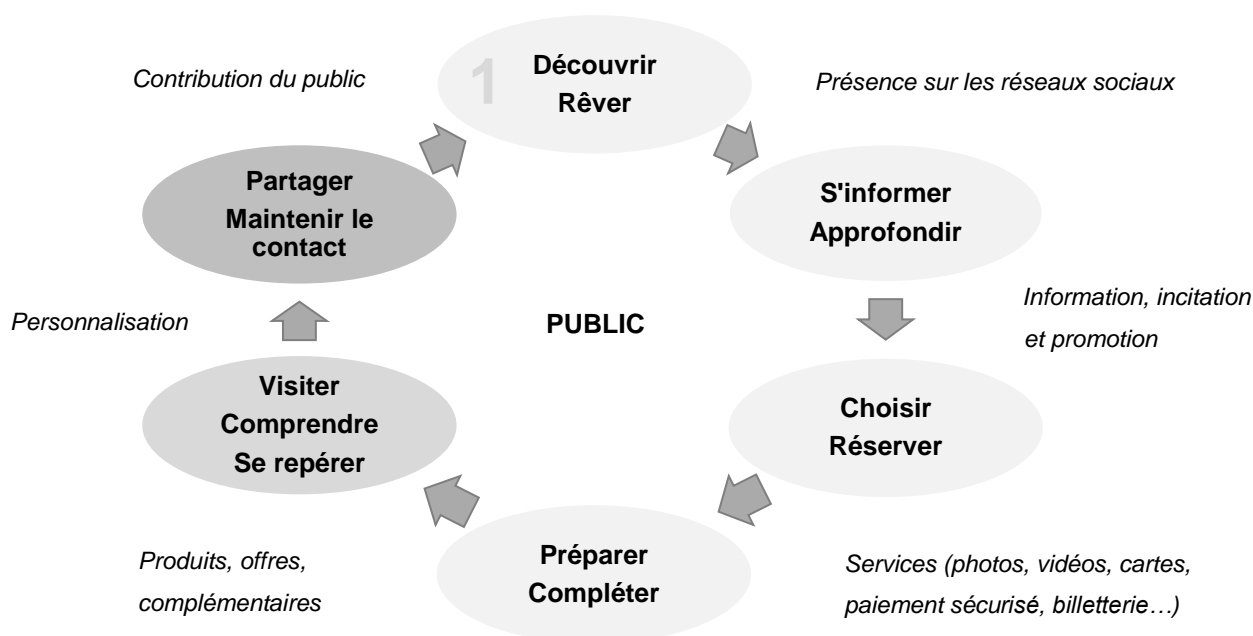 Contribution du public
1
Découvrir
Rêver
Présence sur les réseaux sociaux
Partager
Maintenir le
contact
S'informer
Approfondir
Personnalisation
PUBLIC
Information, incitation
et promotion
Visiter
Comprendre
Se repérer
Choisir
Réserver
Produits, offres,
complémentaires
Préparer
Compléter
Services (photos, vidéos, cartes,
paiement sécurisé, billetterie…)